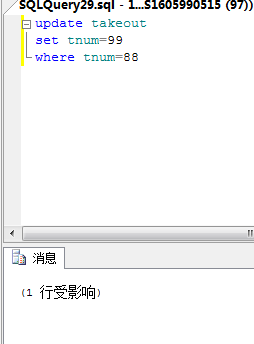 SQLQuery29.sql - 1...S1605990515 (97))
update takeout
set tnum=99
where tnum=88
消息
(1 行受影响)